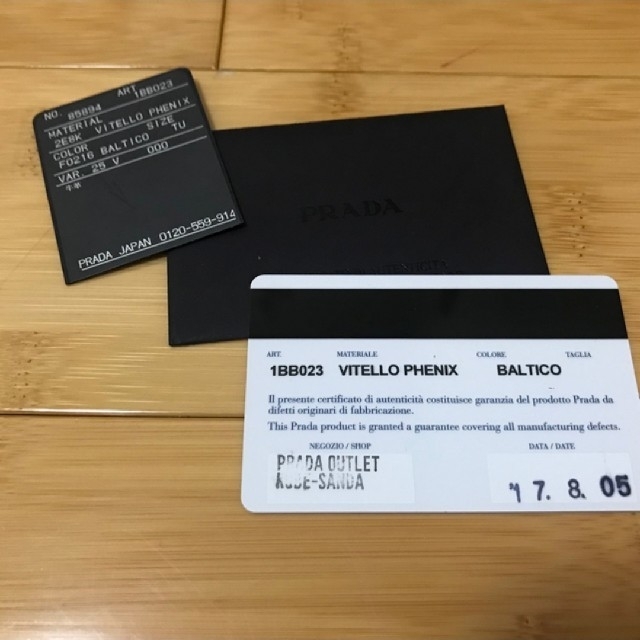 NO. 85894 ART 1BB023
MATERIAL
2E8K VITELLO PHENIX
COLOR SIZE
F0216 BALTICO TU
VAR. 25 V 000
牛革
PRADA JAPAN 0120-559-914
PRADA
ART. MATERIALE COLORE TAGLIA
1BB023 VITELLO PHENIX BALTICO
Il presente certificato di autenticità costituisce garanzia del prodotto Prada da
difetti originari di fabbricazione.
This Prada product is granted a guarantee covering all manufacturing defects.
NEGOZIO / SHOP DATA / DATE
PRADA OUTLET
KOBE-SANDA
'17. 8. 05